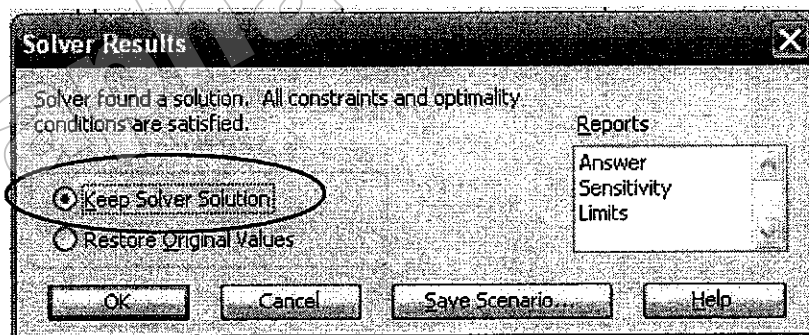 Solver Results
Solver found a solution. All constraints and optimality
conditions are satisfied.
Reports
Answer
Sensitivity
Limits
Keep Solver Solution
Restore Original Values
OK Cancel Save Scenario... Help